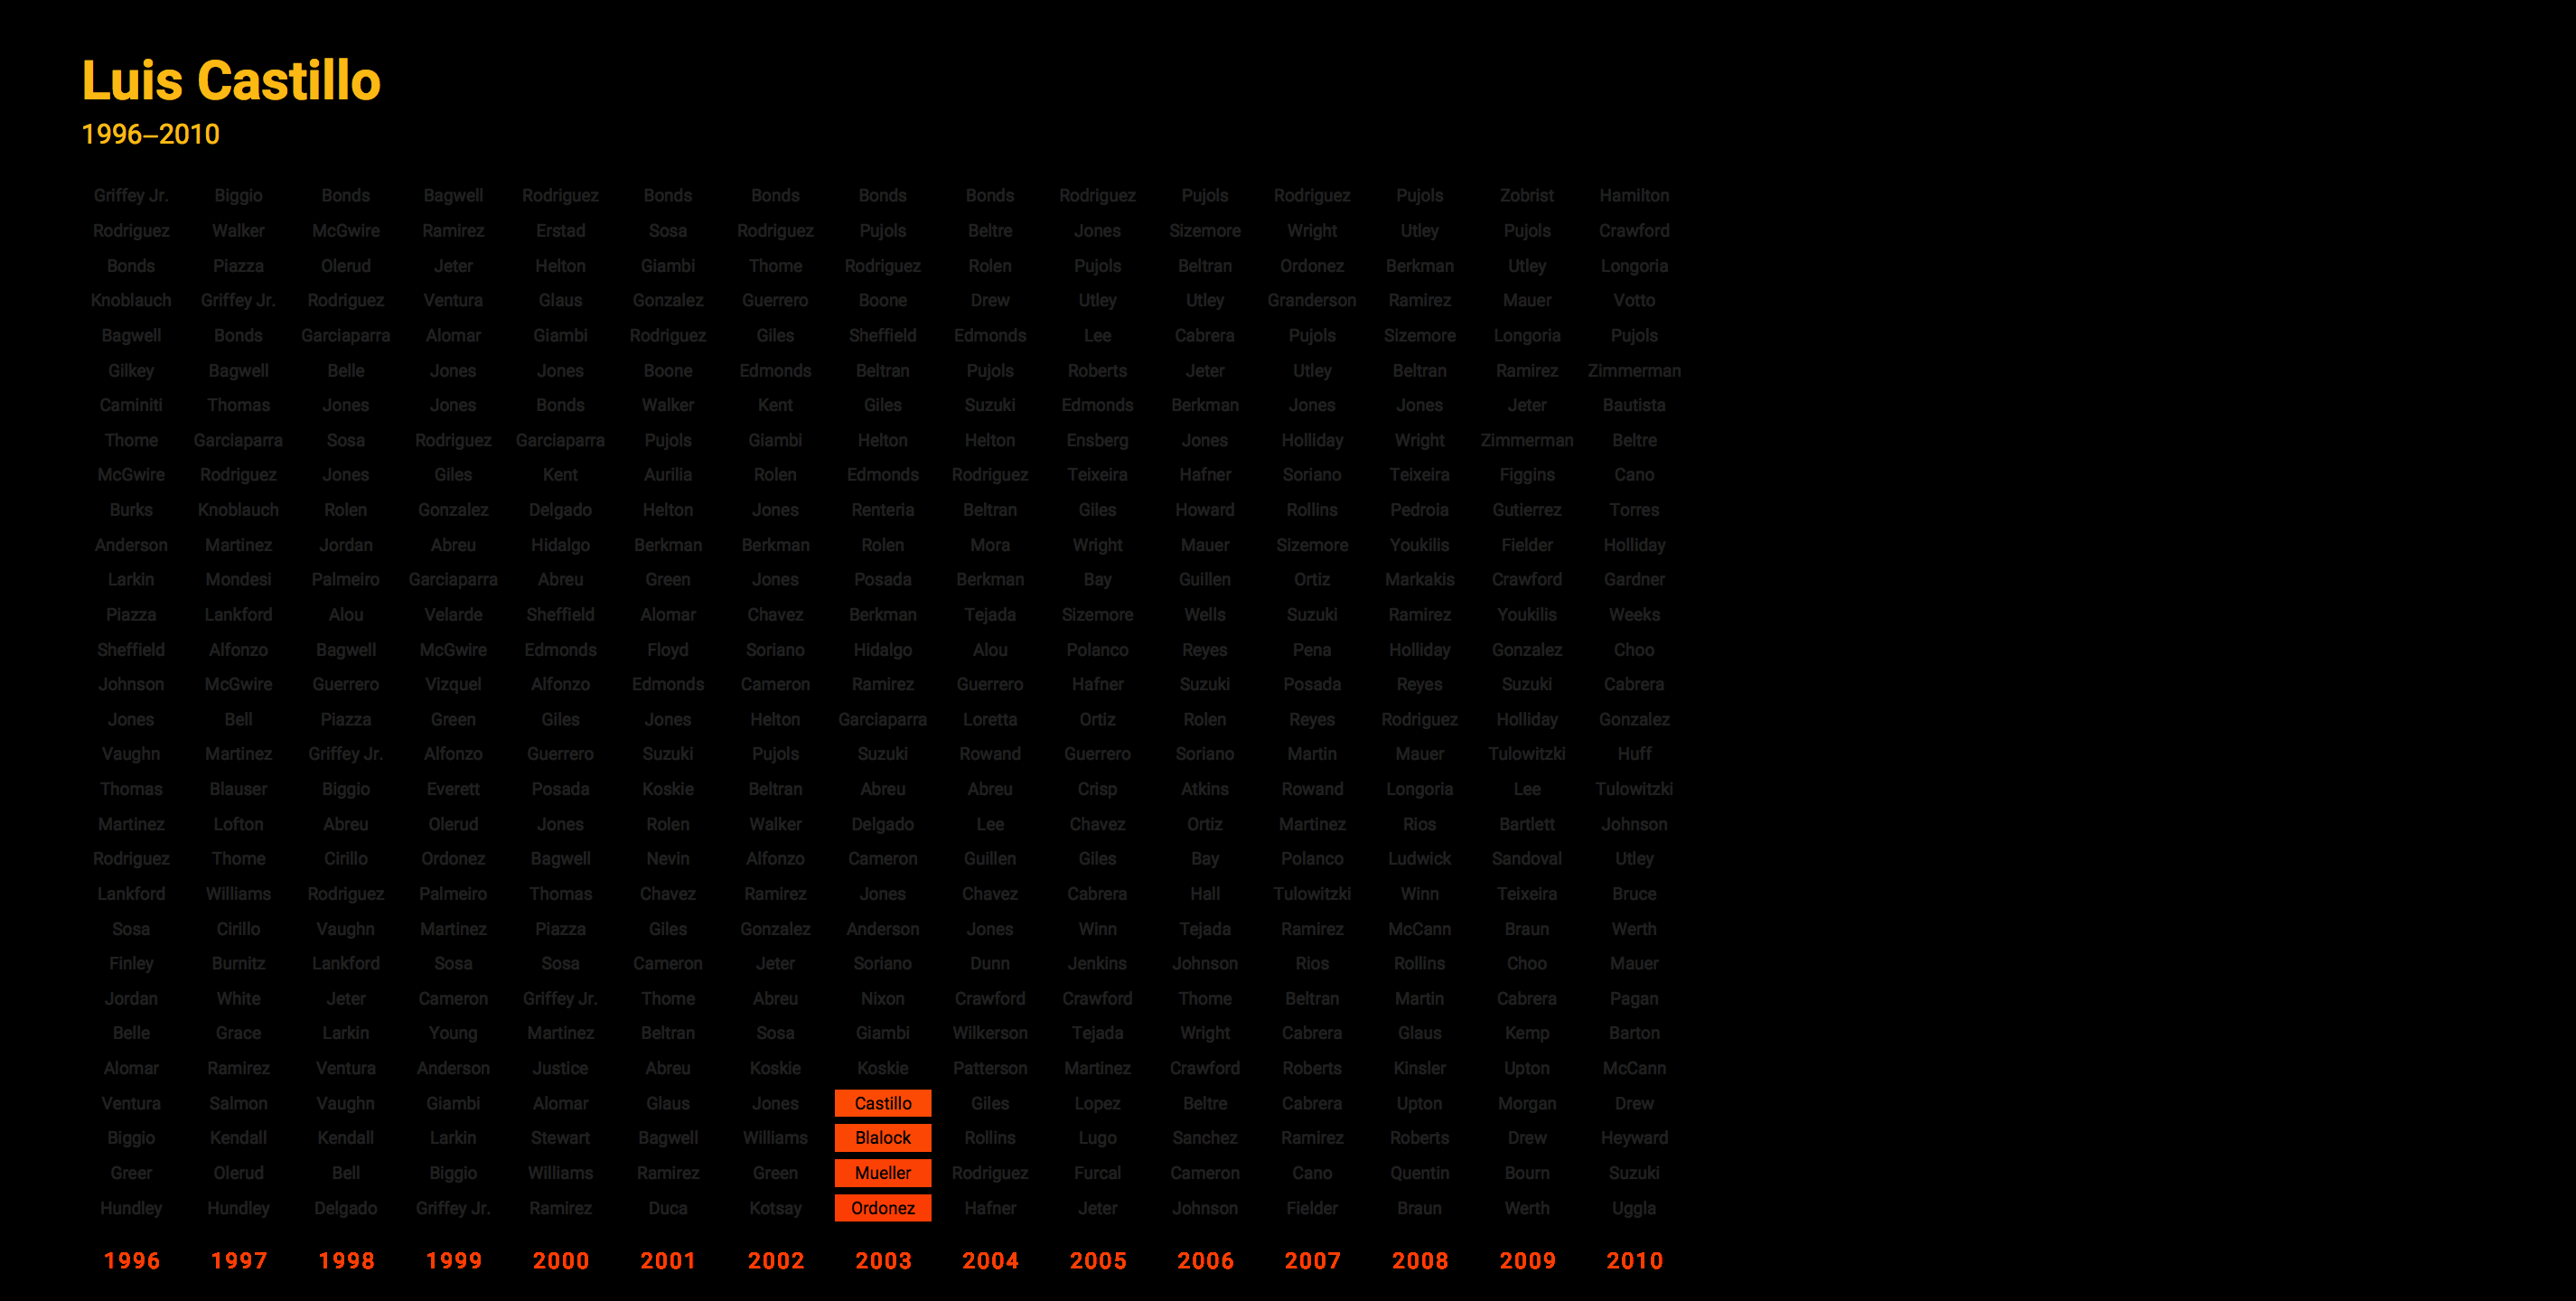 Luis Castillo
1996–2010
Griffey Jr. Biggio Bonds Bagwell Rodriguez Bonds Bonds Bonds Bonds Rodriguez Pujols Rodriguez Pujols Zobrist Hamilton
Rodriguez Walker McGwire Ramirez Erstad Sosa Rodriguez Pujols Beltre Jones Sizemore Wright Utley Pujols Crawford
Bonds Piazza Olerud Jeter Helton Giambi Thome Rodriguez Rolen Pujols Beltran Ordonez Berkman Utley Longoria
Knoblauch Griffey Jr. Rodriguez Ventura Glaus Gonzalez Guerrero Boone Drew Utley Utley Granderson Ramirez Mauer Votto
Bagwell Bonds Garciaparra Alomar Giambi Rodriguez Giles Sheffield Edmonds Lee Cabrera Pujols Sizemore Longoria Pujols
Gilkey Bagwell Belle Jones Jones Boone Edmonds Beltran Pujols Roberts Jeter Utley Beltran Ramirez Zimmerman
Caminiti Thomas Jones Jones Bonds Walker Kent Giles Suzuki Edmonds Berkman Jones Jones Jeter Bautista
Thome Garciaparra Sosa Rodriguez Garciaparra Pujols Giambi Helton Helton Ensberg Jones Holliday Wright Zimmerman Beltre
McGwire Rodriguez Jones Giles Kent Aurilia Rolen Edmonds Rodriguez Teixeira Hafner Soriano Teixeira Figgins Cano
Burks Knoblauch Rolen Gonzalez Delgado Helton Jones Renteria Beltran Giles Howard Rollins Pedroia Gutierrez Torres
Anderson Martinez Jordan Abreu Hidalgo Berkman Berkman Rolen Mora Wright Mauer Sizemore Youkilis Fielder Holliday
Larkin Mondesi Palmeiro Garciaparra Abreu Green Jones Posada Berkman Bay Guillen Ortiz Markakis Crawford Gardner
Piazza Lankford Alou Velarde Sheffield Alomar Chavez Berkman Tejada Sizemore Wells Suzuki Ramirez Youkilis Weeks
Sheffield Alfonzo Bagwell McGwire Edmonds Floyd Soriano Hidalgo Alou Polanco Reyes Pena Holliday Gonzalez Choo
Johnson McGwire Guerrero Vizquel Alfonzo Edmonds Cameron Ramirez Guerrero Hafner Suzuki Posada Reyes Suzuki Cabrera
Jones Bell Piazza Green Giles Jones Helton Garciaparra Loretta Ortiz Rolen Reyes Rodriguez Holliday Gonzalez
Vaughn Martinez Griffey Jr. Alfonzo Guerrero Suzuki Pujols Suzuki Rowand Guerrero Soriano Martin Mauer Tulowitzki Huff
Thomas Blauser Biggio Everett Posada Koskie Beltran Abreu Abreu Crisp Atkins Rowand Longoria Lee Tulowitzki
Martinez Lofton Abreu Olerud Jones Rolen Walker Delgado Lee Chavez Ortiz Martinez Rios Bartlett Johnson
Rodriguez Thome Cirillo Ordonez Bagwell Nevin Alfonzo Cameron Guillen Giles Bay Polanco Ludwick Sandoval Utley
Lankford Williams Rodriguez Palmeiro Thomas Chavez Ramirez Jones Chavez Cabrera Hall Tulowitzki Winn Teixeira Bruce
Sosa Cirillo Vaughn Martinez Piazza Giles Gonzalez Anderson Jones Winn Tejada Ramirez McCann Braun Werth
Finley Burnitz Lankford Sosa Sosa Cameron Jeter Soriano Dunn Jenkins Johnson Rios Rollins Choo Mauer
Jordan White Jeter Cameron Griffey Jr. Thome Abreu Nixon Crawford Crawford Thome Beltran Martin Cabrera Pagan
Belle Grace Larkin Young Martinez Beltran Sosa Giambi Wilkerson Tejada Wright Cabrera Glaus Kemp Barton
Alomar Ramirez Ventura Anderson Justice Abreu Koskie Koskie Patterson Martinez Crawford Roberts Kinsler Upton McCann
Ventura Salmon Vaughn Giambi Alomar Glaus Jones Castillo Giles Lopez Beltre Cabrera Upton Morgan Drew
Biggio Kendall Kendall Larkin Stewart Bagwell Williams Blalock Rollins Lugo Sanchez Ramirez Roberts Drew Heyward
Greer Olerud Bell Biggio Williams Ramirez Green Mueller Rodriguez Furcal Cameron Cano Quentin Bourn Suzuki
Hundley Hundley Delgado Griffey Jr. Ramirez Duca Kotsay Ordonez Hafner Jeter Johnson Fielder Braun Werth Uggla
1996 1997 1998 1999 2000 2001 2002 2003 2004 2005 2006 2007 2008 2009 2010